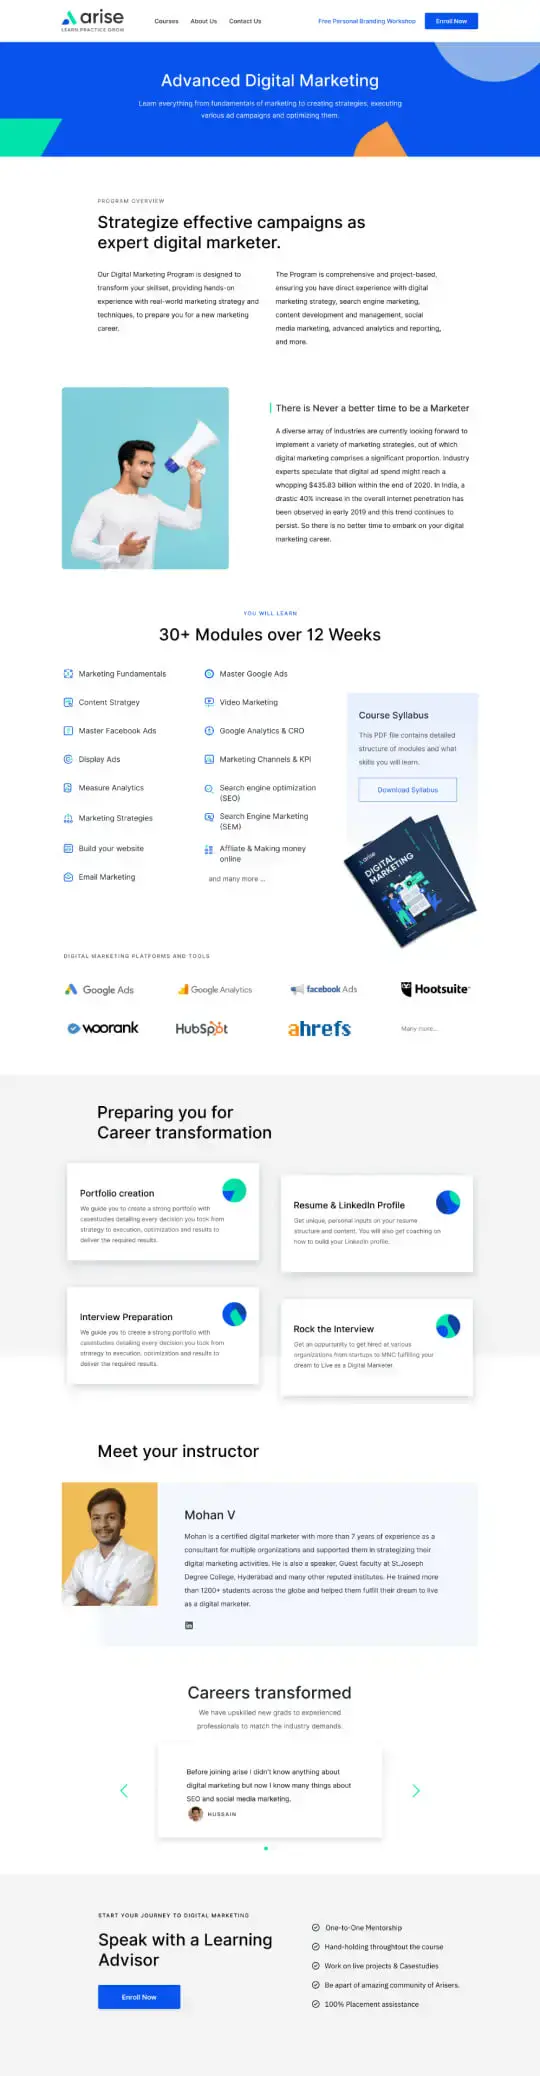 arise
LEARN.PRACTICE.GROW
Courses
About Us
Contact Us
Free Personal Branding Workshop
Enroll Now
Advanced Digital Marketing
Learn everything from fundamentals of marketing to creating strategies, executing
various ad campaigns and optimizing them.
PROGRAM OVERVIEW
Strategize effective campaigns as
expert digital marketer.
Our Digital Marketing Program is designed to
transform your skillset, providing hands-on
experience with real-world marketing strategy and
techniques, to prepare you for a new marketing
career.
The Program is comprehensive and project-based,
ensuring you have direct experience with digital
marketing strategy, search engine marketing,
content development and management, social
media marketing, advanced analytics and reporting,
and more.
There is Never a better time to be a Marketer
A diverse array of industries are currently looking forward to
implement a variety of marketing strategies, out of which
digital marketing comprises a significant proportion. Industry
experts speculate that digital ad spend might reach a
whopping $435.83 billion within the end of 2020. In India, a
drastic 40% increase in the overall internet penetration has
been observed in early 2019 and this trend continues to
persist. So there is no better time to embark on your digital
marketing career.
YOU WILL LEARN
30+ Modules over 12 Weeks
Marketing Fundamentals
Master Google Ads
Content Stratgey
Video Marketing
Master Facebook Ads
Google Analytics & CRO
Display Ads
Marketing Channels & KPI
Measure Analytics
Search engine optimization
(SEO)
Marketing Strategies
Search Engine Marketing
(SEM)
Build your website
Affliate & Making money
online
Email Marketing
and many more ...
Course Syllabus
This PDF file contains detailed
structure of modules and what
skills you will learn.
Download Syllabus
arise
DIGITAL
MARKETING
DIGITAL MARKETING PLATFORMS AND TOOLS
Google Ads
Google Analytics
facebook Ads
Hootsuite
woorank
HubSpot
ahrefs
Many more...
Preparing you for
Career transformation
Portfolio creation
We guide you to create a strong portfolio with
casestudies detailing every decision you took from
strategy to execution, optimization and results to
deliver the required results.
Resume & LinkedIn Profile
Get unique, personal inputs on your resume
structure and content. You will also get coaching on
how to build your LinkedIn profile.
Interview Preparation
We guide you to create a strong portfolio with
casestudies detailing every decision you took from
strategy to execution, optimization and results to
deliver the required results.
Rock the Interview
Get an opportunity to get hired at various
organizations from startups to MNC fulfilling your
dream to Live as a Digital Marketer.
Meet your instructor
Mohan V
Mohan is a certified digital marketer with more than 7 years of experience as a
consultant for multiple organizations and supported them in strategizing their
digital marketing activities. He is also a speaker, Guest faculty at St.Joseph
Degree College, Hyderabad and many other reputed institutes. He trained more
than 1200+ students across the globe and helped them fulfill their dream to live
as a digital marketer.
in
Careers transformed
We have upskilled new grads to experienced
professionals to match the industry demands.
Before joining arise I didn't know anything about
digital marketing but now I know many things about
SEO and social media marketing.
HUSSAIN
START YOUR JOURNEY TO DIGITAL MARKETING
Speak with a Learning
Advisor
Enroll Now
One-to-One Mentorship
Hand-holding throughtout the course
Work on live projects & Casestudies
Be apart of amazing community of Arisers.
100% Placement assisstance